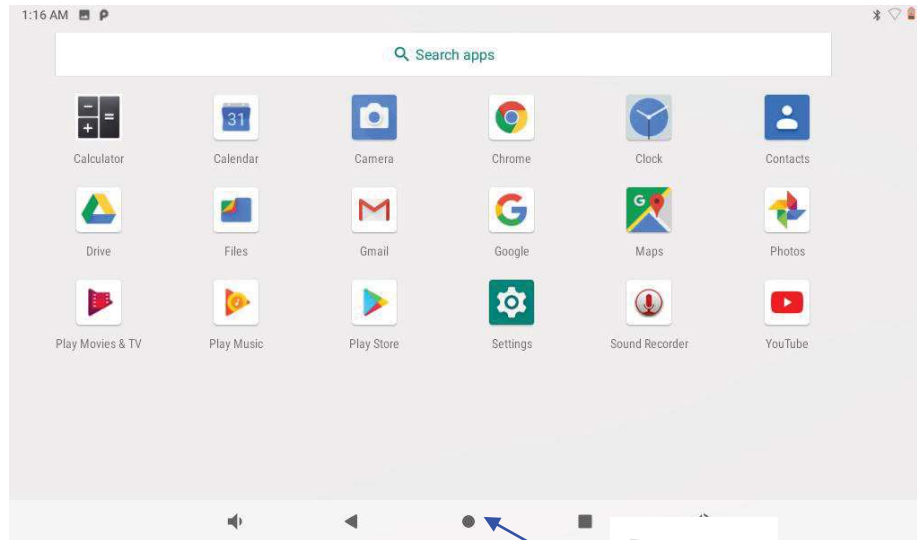 1:16 AM
Search apps
31
Calculator Calendar Camera Chrome Clock Contacts
G
Drive Files Gmail Google Maps Photos
Play Movies & TV Play Music Play Store Settings Sound Recorder YouTube